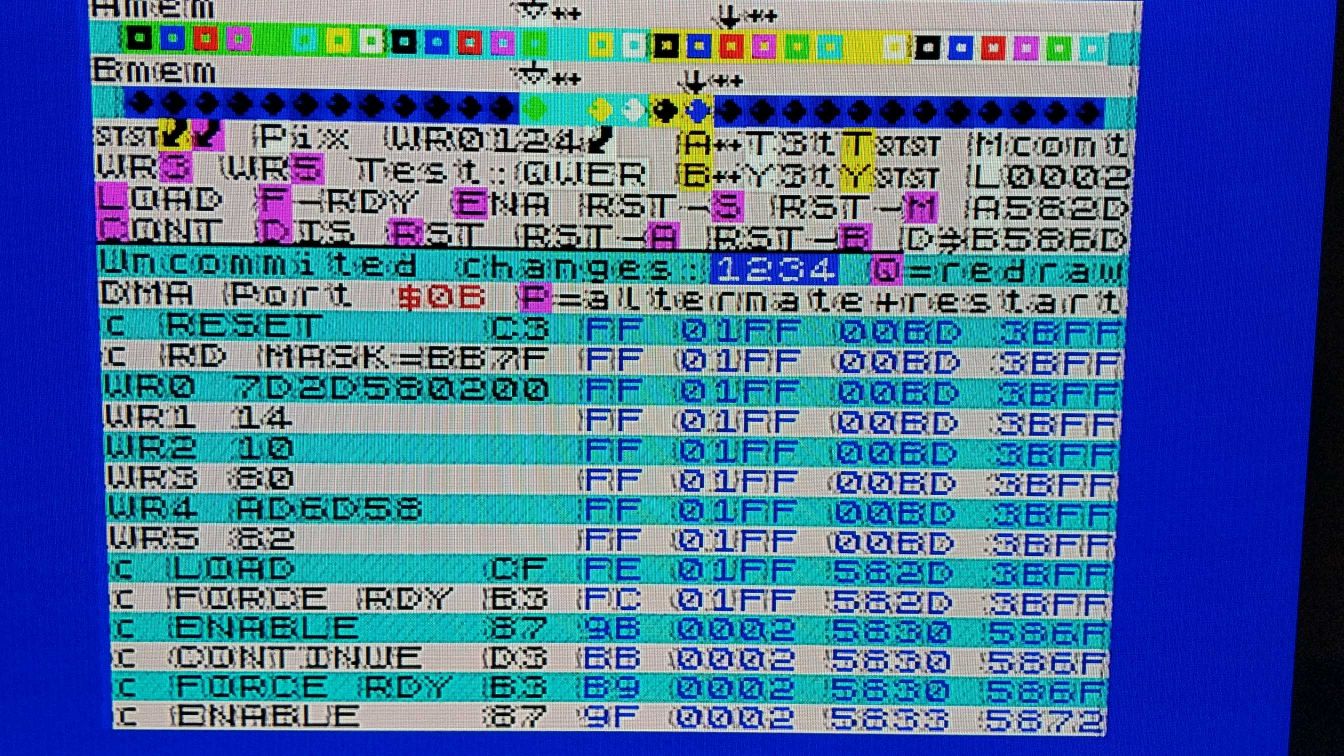 Amem
Bmem
STST Pix WR0124 A++T3tTSTST Mcont
WR3 WR5 Test:QWER B++Y3tYSTST L0002
LOAD F-RDY ENA RST-S RST-M A582D
CONT DIS RST RST-A RST-B D⇒B586D
Uncommited changes:1234 Q=redraw
DMA Port $0B P=alternate+restart
c RESET C3 FF 01FF 00BD 3BFF
c RD MASK=BB7F FF 01FF 00BD 3BFF
WR0 7D2D580200 FF 01FF 00BD 3BFF
WR1 14 FF 01FF 00BD 3BFF
WR2 10 FF 01FF 00BD 3BFF
WR3 80 FF 01FF 00BD 3BFF
WR4 AD6D58 FF 01FF 00BD 3BFF
WR5 82 FF 01FF 00BD 3BFF
c LOAD CF FE 01FF 582D 3BFF
c FORCE RDY B3 FC 01FF 582D 3BFF
c ENABLE 87 9B 0002 5830 586F
c CONTINUE D3 BB 0002 5830 586F
c FORCE RDY B3 B9 0002 5830 586F
c ENABLE 87 9F 0002 5833 5872